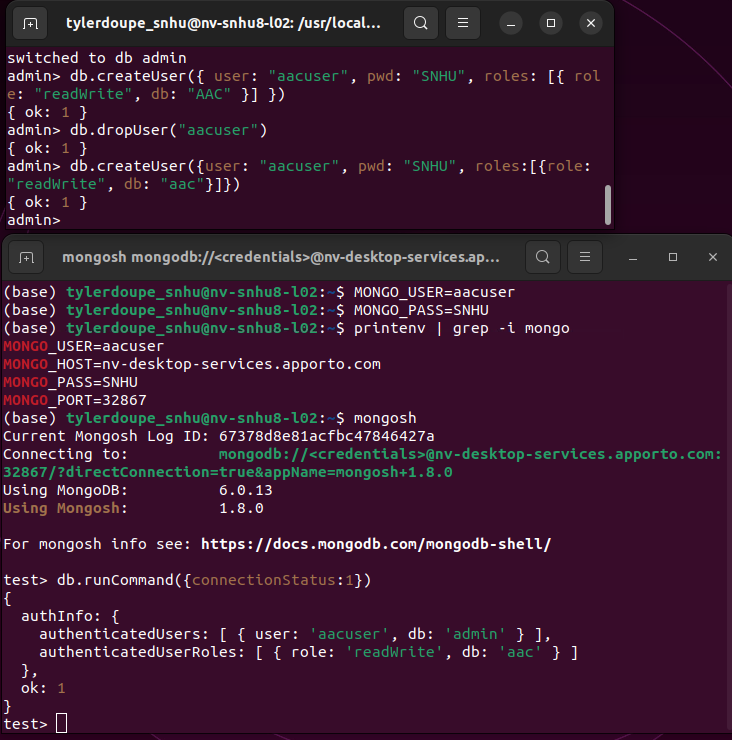 tylerdoupe_snhu@nv-snhu8-l02: /usr/local...
switched to db admin
admin> db.createUser({ user: "aacuser", pwd: "SNHU", roles: [{ rol
e: "readWrite", db: "AAC" }] })
{ ok: 1 }
admin> db.dropUser("aacuser")
{ ok: 1 }
admin> db.createUser({user: "aacuser", pwd: "SNHU", roles:[{role:
"readWrite", db: "aac"}]})
{ ok: 1 }
admin>
mongosh mongodb://<credentials>@nv-desktop-services.ap...
(base) tylerdoupe_snhu@nv-snhu8-l02:~$ MONGO_USER=aacuser
(base) tylerdoupe_snhu@nv-snhu8-l02:~$ MONGO_PASS=SNHU
(base) tylerdoupe_snhu@nv-snhu8-l02:~$ printenv | grep -i mongo
MONGO_USER=aacuser
MONGO_HOST=nv-desktop-services.apporto.com
MONGO_PASS=SNHU
MONGO_PORT=32867
(base) tylerdoupe_snhu@nv-snhu8-l02:~$ mongosh
Current Mongosh Log ID: 67378d8e81acfbc47846427a
Connecting to: mongodb://<credentials>@nv-desktop-services.apporto.com:
32867/?directConnection=true&appName=mongosh+1.8.0
Using MongoDB: 6.0.13
Using Mongosh: 1.8.0
For mongosh info see: https://docs.mongodb.com/mongodb-shell/
test> db.runCommand({connectionStatus:1})
{
authInfo: {
authenticatedUsers: [ { user: 'aacuser', db: 'admin' } ],
authenticatedUserRoles: [ { role: 'readWrite', db: 'aac' } ]
},
ok: 1
}
test>